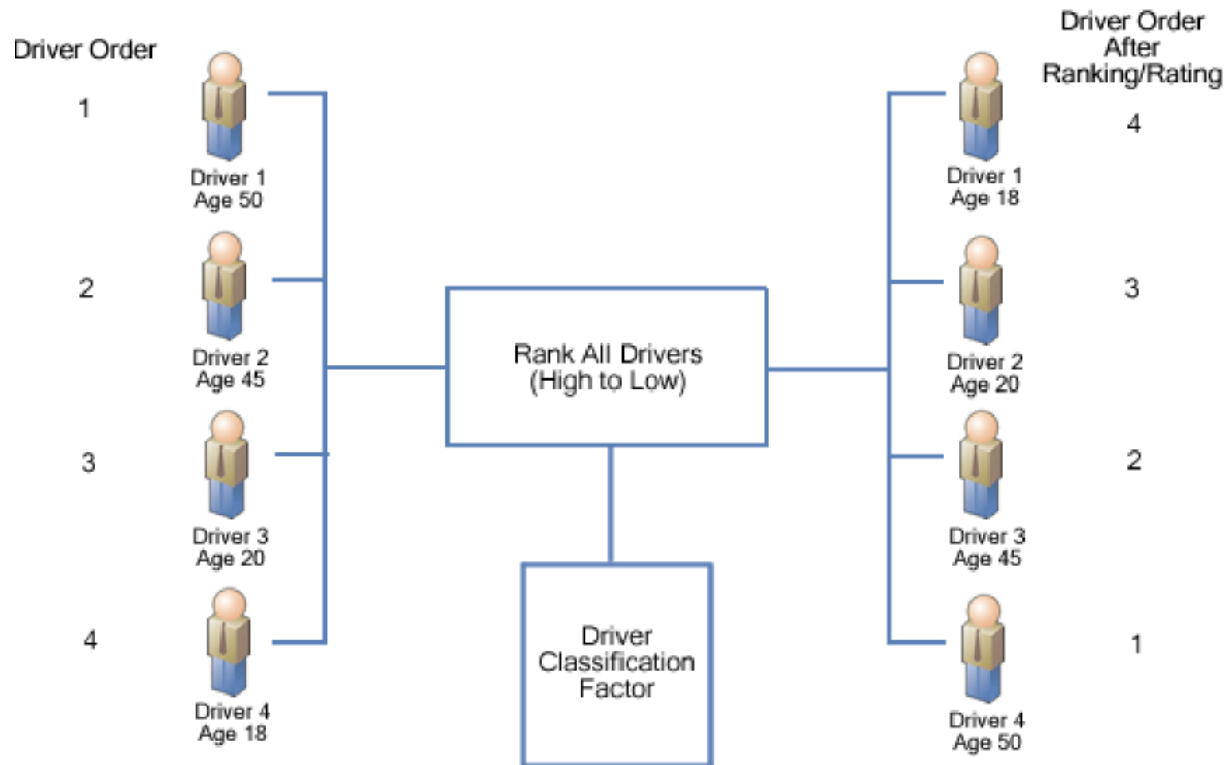 Driver Order
1
Driver 1
Age 50
2
Driver 2
Age 45
3
Driver 3
Age 20
4
Driver 4
Age 18
Rank All Drivers
(High to Low)
Driver
Classification
Factor
Driver Order
After
Ranking/Rating
4
Driver 1
Age 18
3
Driver 2
Age 20
2
Driver 3
Age 45
1
Driver 4
Age 50